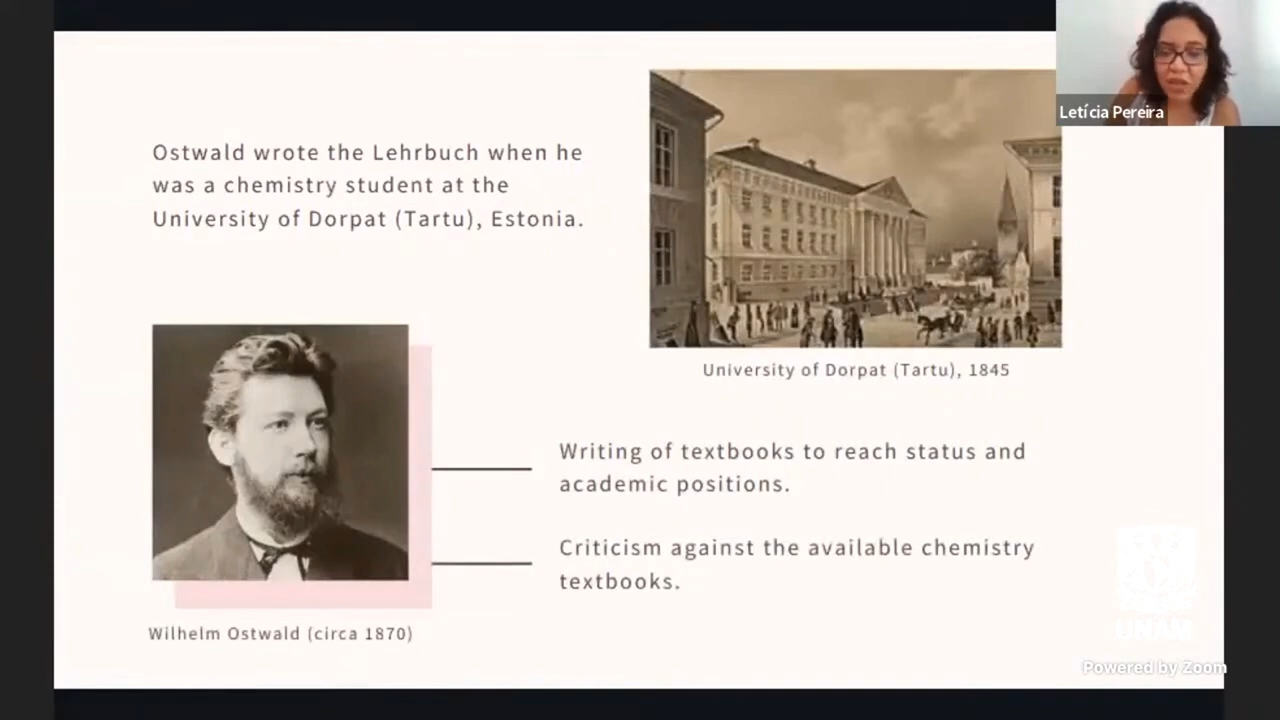 Letícia Pereira
Ostwald wrote the Lehrbuch when he
was a chemistry student at the
University of Dorpat (Tartu), Estonia.
University of Dorpat (Tartu), 1845
Writing of textbooks to reach status and
academic positions.
Criticism against the available chemistry
textbooks.
Wilhelm Ostwald (circa 1870)
UNAM
Powered by Zoom